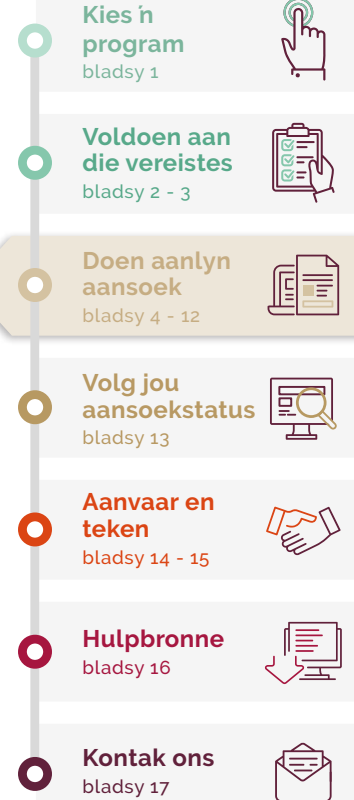 Kies 'n
program
bladsy 1
Voldoen aan
die vereistes
bladsy 2 - 3
Doen aanlyn
aansoek
bladsy 4 - 12
Volg jou
aansoekstatus
bladsy 13
Aanvaar en
teken
bladsy 14 - 15
Hulpbronne
bladsy 16
Kontak ons
bladsy 17